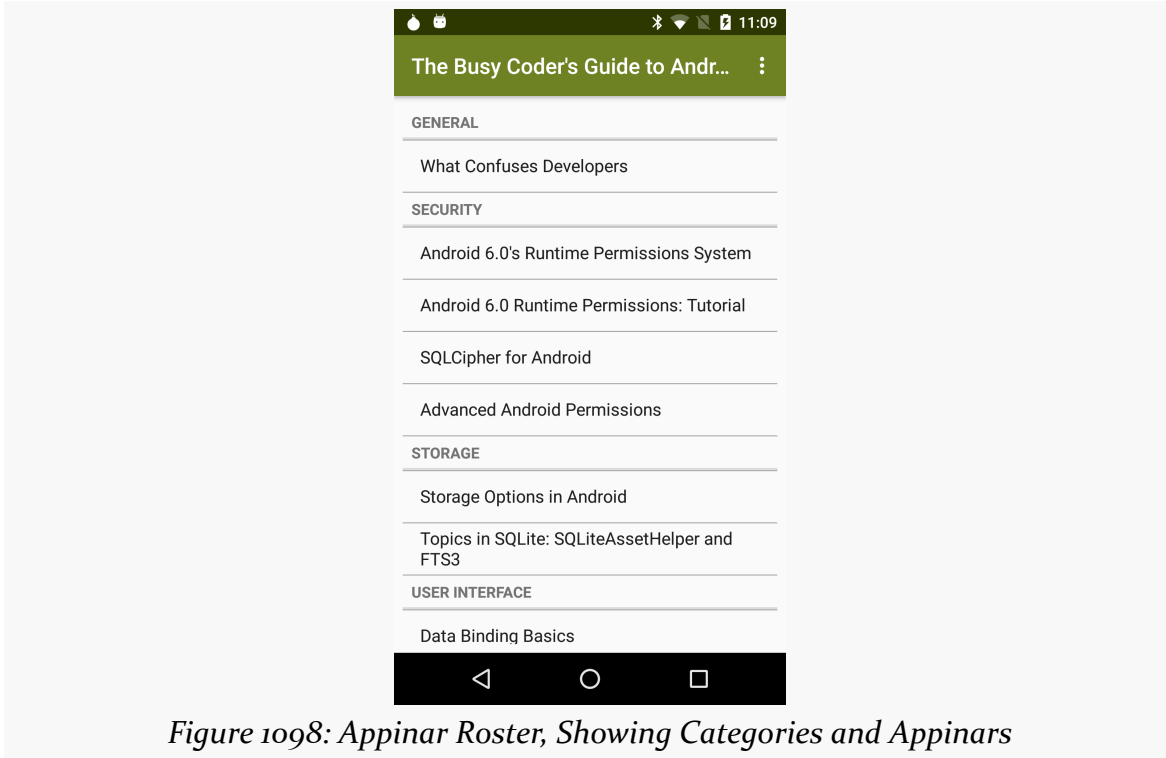 11:09
The Busy Coder's Guide to Andr...
GENERAL
What Confuses Developers
SECURITY
Android 6.0's Runtime Permissions System
Android 6.0 Runtime Permissions: Tutorial
SQLCipher for Android
Advanced Android Permissions
STORAGE
Storage Options in Android
Topics in SQLite: SQLiteAssetHelper and
FTS3
USER INTERFACE
Data Binding Basics
Figure 1098: Appinar Roster, Showing Categories and Appinars